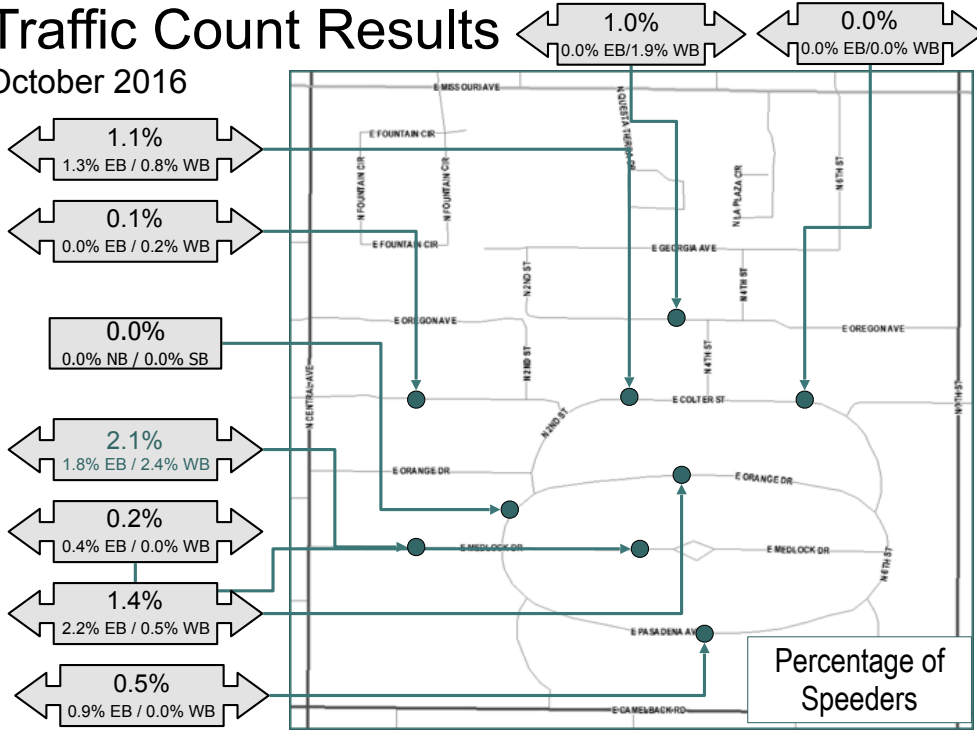 Traffic Count Results
October 2016
1.0%
0.0% EB/1.9% WB
0.0%
0.0% EB/0.0% WB
1.1%
1.3% EB / 0.8% WB
0.1%
0.0% EB / 0.2% WB
0.0%
0.0% NB / 0.0% SB
2.1%
1.8% EB / 2.4% WB
0.2%
0.4% EB / 0.0% WB
1.4%
2.2% EB / 0.5% WB
0.5%
0.9% EB / 0.0% WB
E MISSOURI AVE
E FOUNTAIN CIR
N FOUNTAIN CIR
N FOUNTAIN CIR
E FOUNTAIN CIR
N QUESTA TIERRA DR
N LA PLAZA CIR
N 6TH ST
E GEORGIA AVE
N 2ND ST
N 4TH ST
E OREGON AVE
E OREGON AVE
N 2ND ST
N 4TH ST
N CENTRAL AVE
N 7TH ST
E COLTER ST
N 2ND ST
E ORANGE DR
E ORANGE DR
E MEDLOCK DR
E MEDLOCK DR
N 6TH ST
E PASADENA AV
E CAMELBACK RD
Percentage of
Speeders